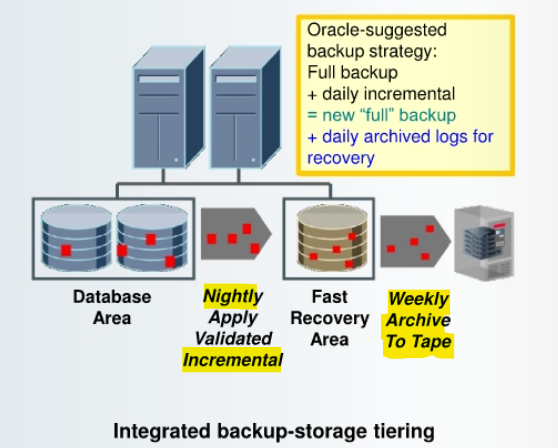 Oracle-suggested
backup strategy:
Full backup
+ daily incremental
= new “full” backup
+ daily archived logs for
recovery
Database
Area
Nightly
Apply
Validated
Incremental
Fast
Recovery
Area
Weekly
Archive
To Tape
Integrated backup-storage tiering